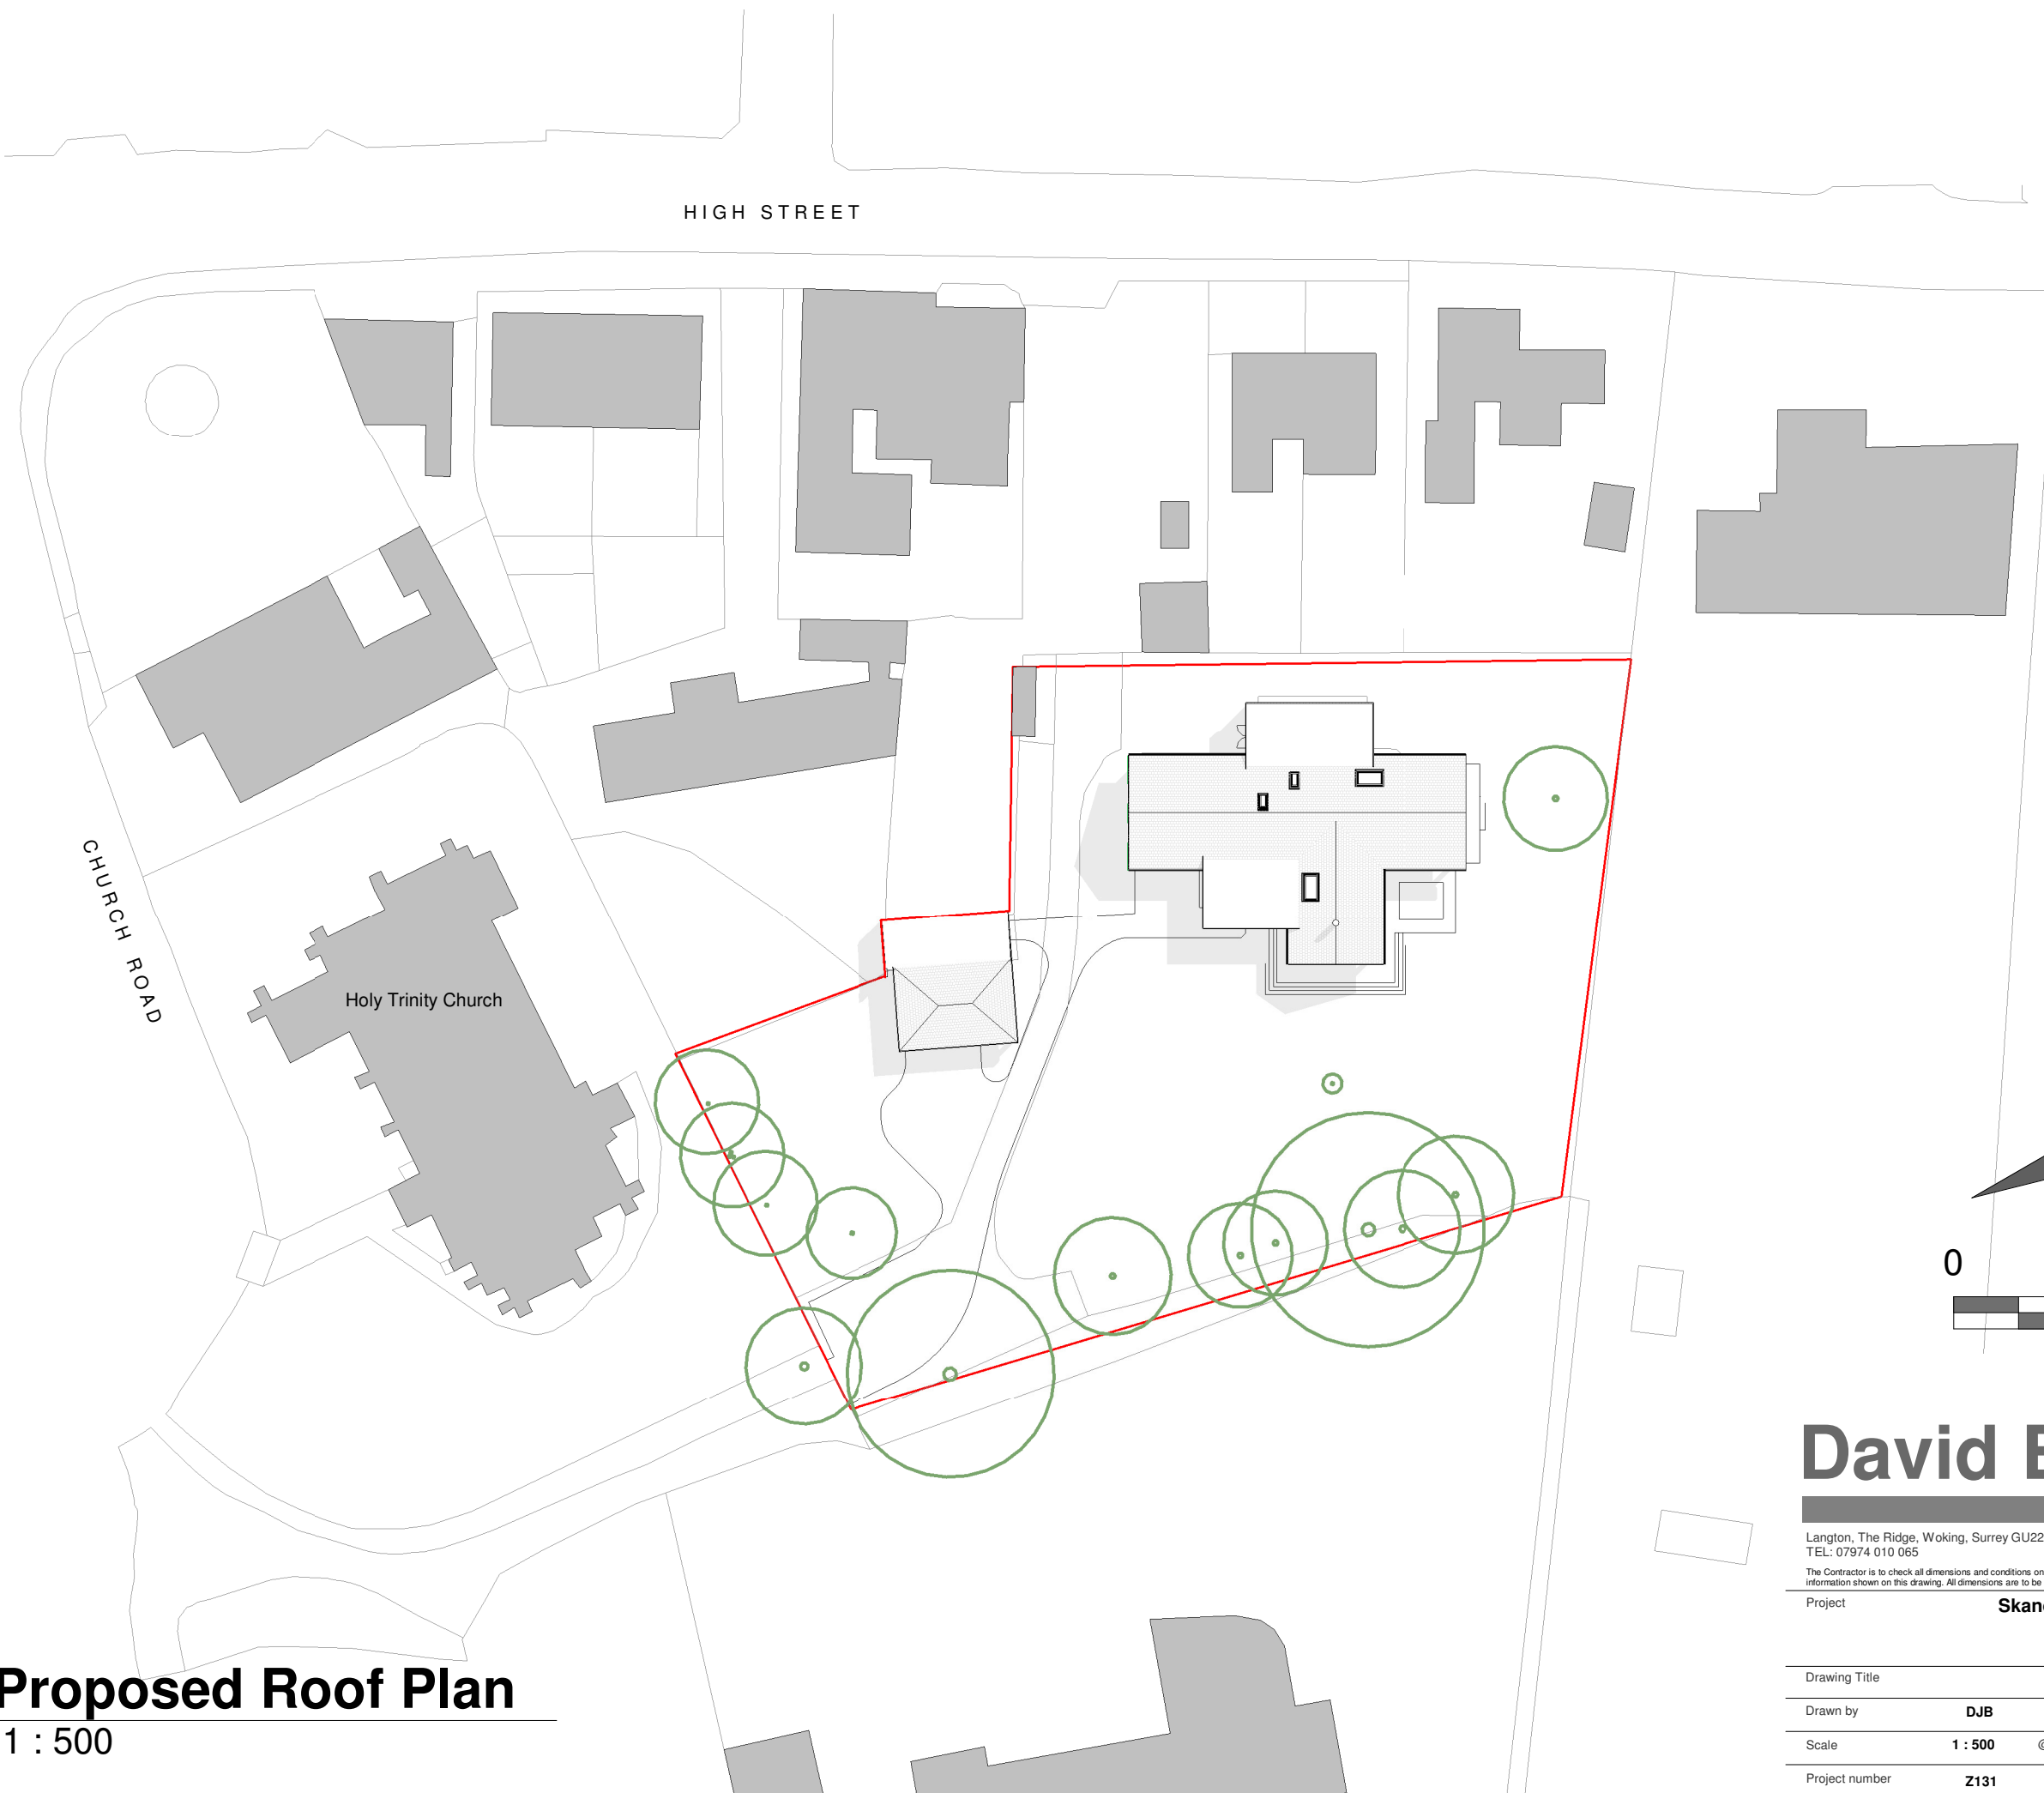 HIGH STREET
CHURCH ROAD
Holy Trinity Church
0
David
Langton, The Ridge, Woking, Surrey GU22
TEL: 07974 010 065
The Contractor is to check all dimensions and conditions on
information shown on this drawing. All dimensions are to be
Project
Drawing Title
Drawn by DJB
Scale 1 : 500 @
Project number Z131
Proposed Roof Plan
1 : 500